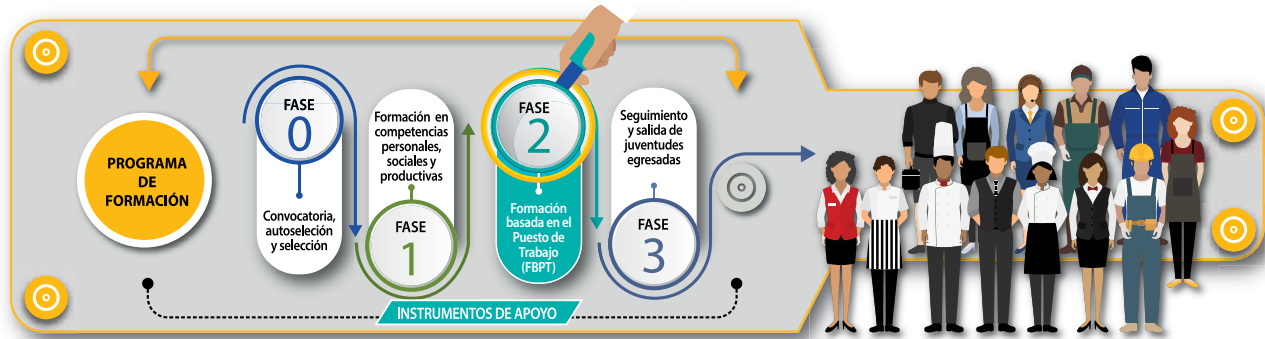 PROGRAMA
DE
FORMACIÓN
FASE
0
Convocatoria,
autoseleción
y selección
Formación en
competencias
personales,
sociales y
productivas
FASE
1
FASE
2
Formación
basada en el
Puesto de
Trabajo
(FBPT)
Seguimiento
y salida de
juventudes
egresadas
FASE
3
INSTRUMENTOS DE APOYO